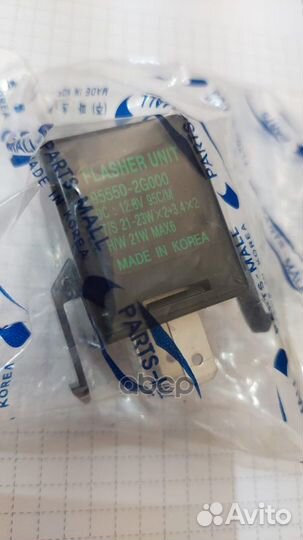 FLASHER UNIT
95550-2G000
DC : 12.8V 95C/M
T/S 21-23W×2+3.4×2
H/W 21W MAX6
MADE IN KOREA
PARTS-MALL
MADE IN KOREA
PARTS-MALL
KOREA
Avito